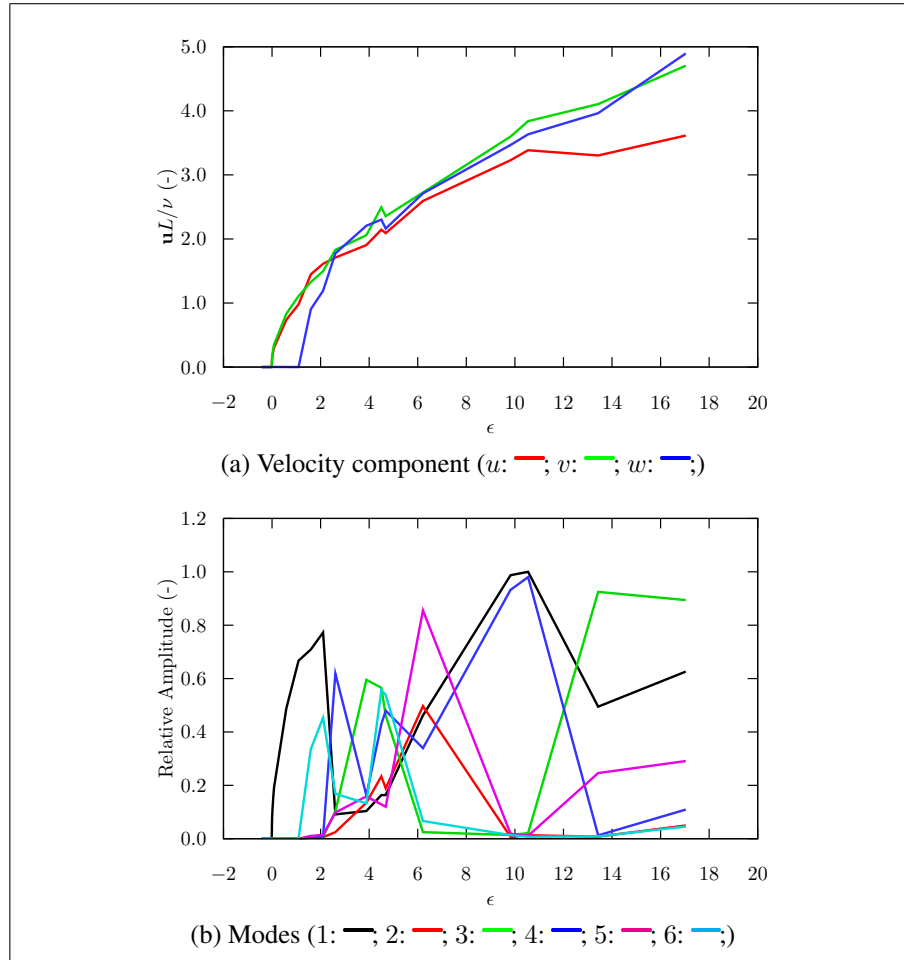 5.0
4.0
3.0
2.0
1.0
0.0
uL/ν (-)
−2 0 2 4 6 8 10 12 14 16 18 20
ϵ
(a) Velocity component (u: ; v: ; w: ;)
1.2
1.0
0.8
0.6
0.4
0.2
0.0
Relative Amplitude (-)
−2 0 2 4 6 8 10 12 14 16 18 20
ϵ
(b) Modes (1: ; 2: ; 3: ; 4: ; 5: ; 6: ;)